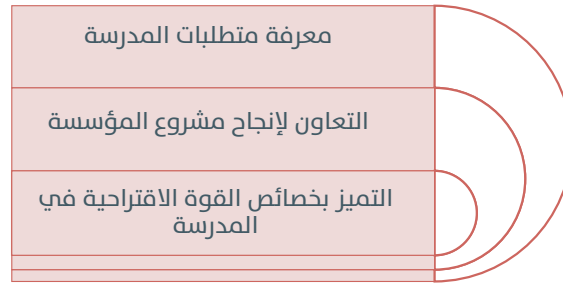 معرفة متطلبات المدرسة
التعاون لإنجاح مشروع المؤسسة
التميز بخصائص القوة الاقتراحية في
المدرسة